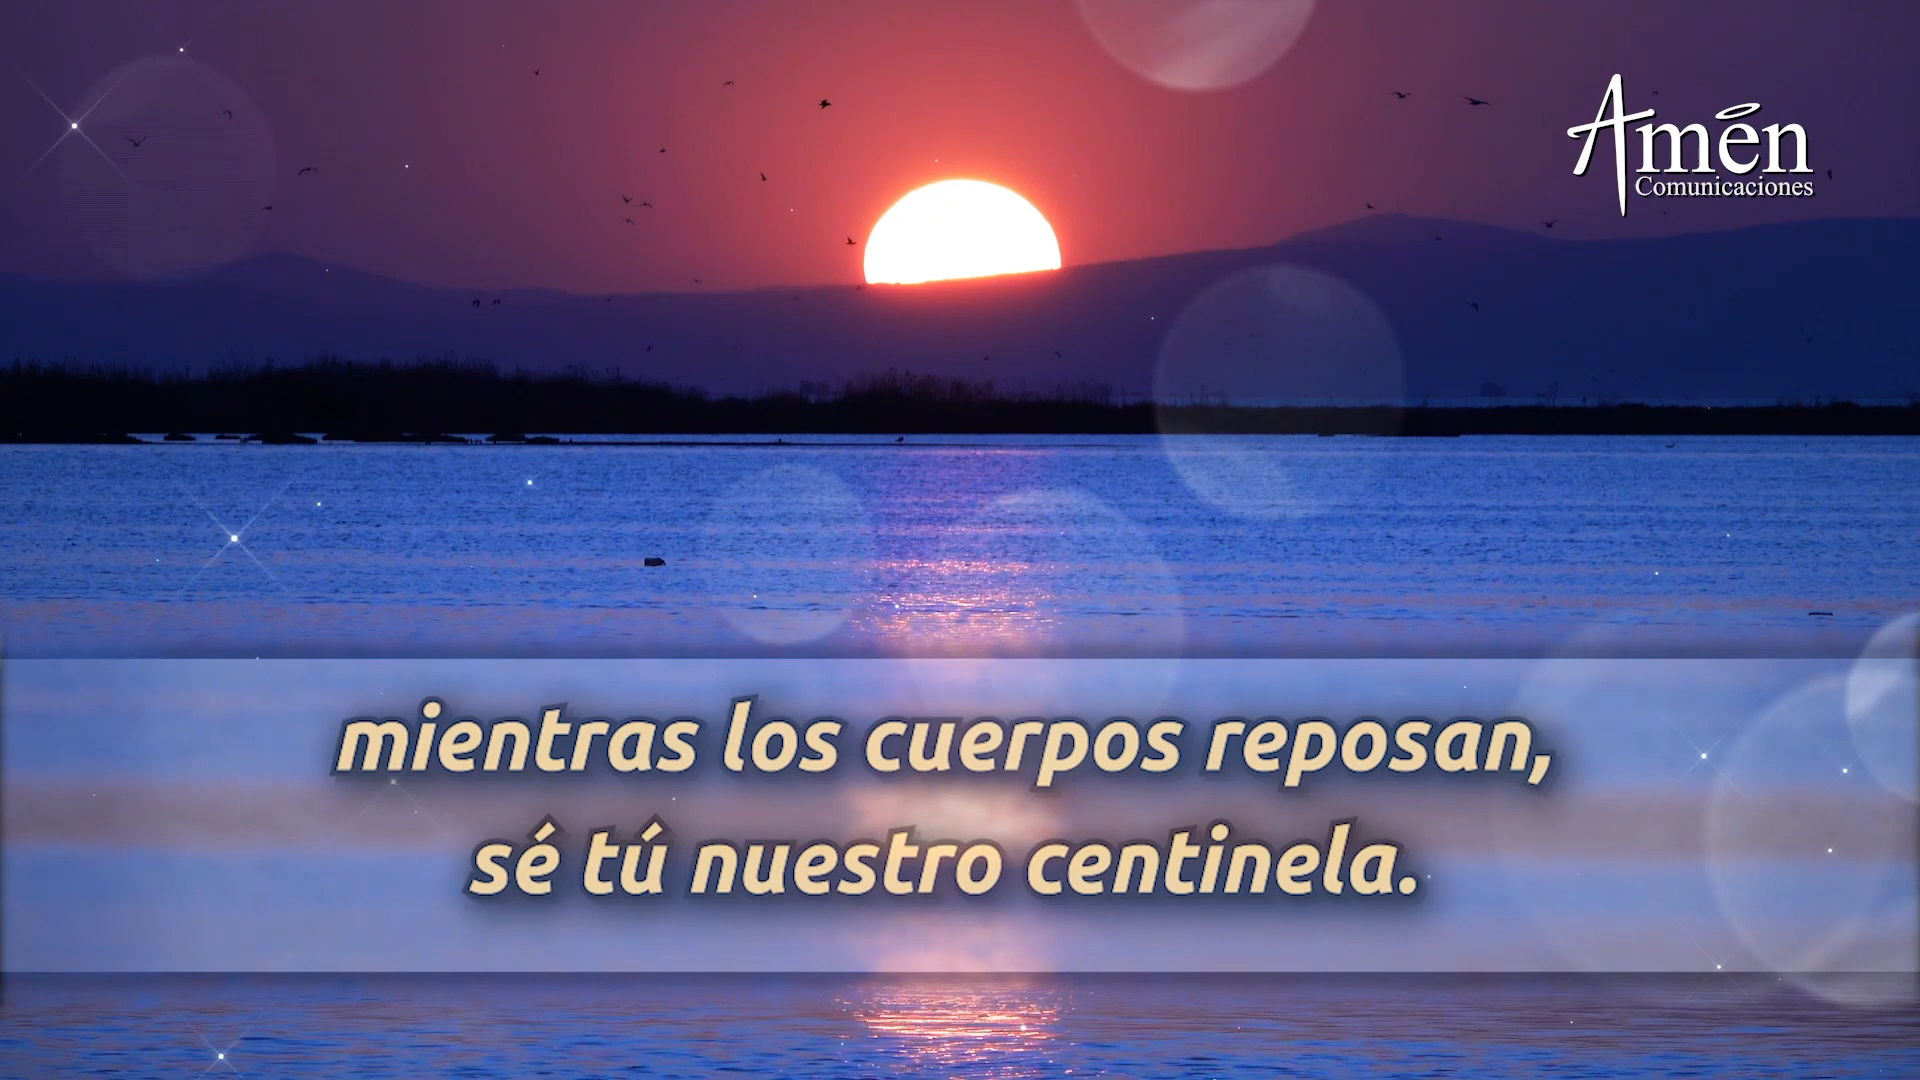 Amén
Comunicaciones
mientras los cuerpos reposan,
sé tú nuestro centinela.